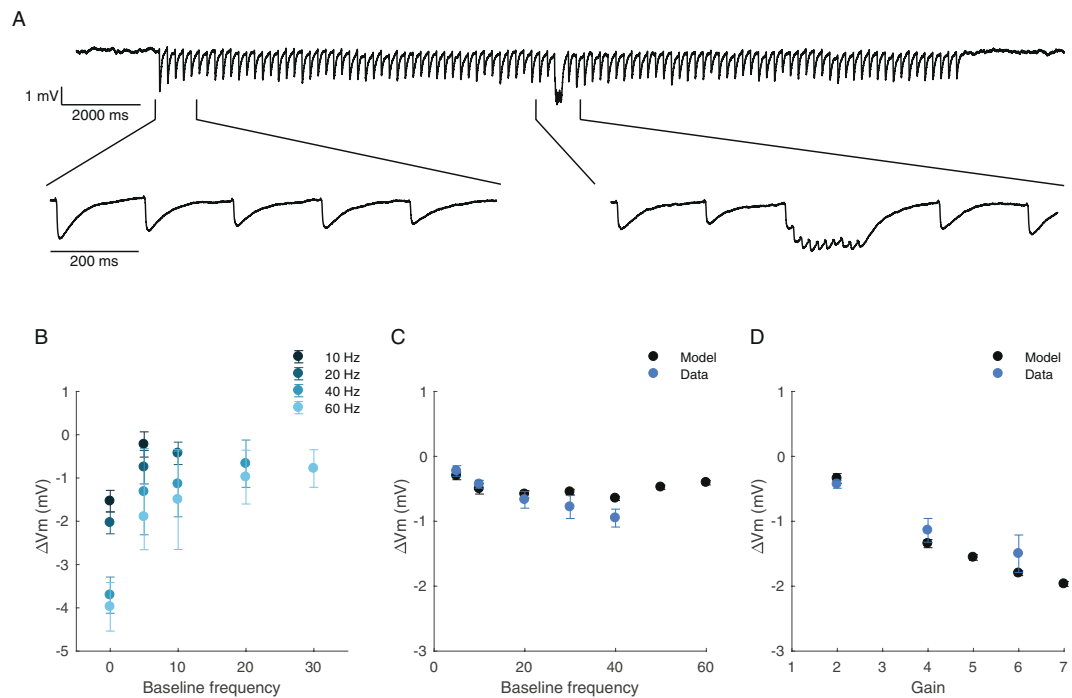 A
1 mV
2000 ms
200 ms
B
10 Hz
20 Hz
40 Hz
60 Hz
1
0
-1
-2
-3
-4
-5
ΔVm (mV)
0
10
20
30
Baseline frequency
C
Model
Data
1
0
-1
-2
-3
ΔVm (mV)
0
20
40
60
Baseline frequency
D
Model
Data
1
0
-1
-2
-3
ΔVm (mV)
1
2
3
4
5
6
7
Gain